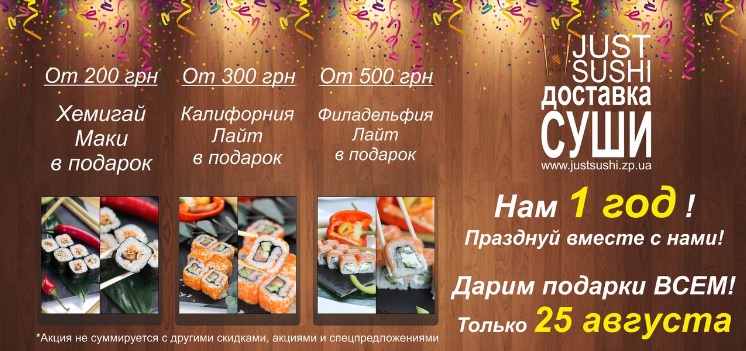 От 200 грн
Хемигай
Маки
в подарок
От 300 грн
Калифорния
Лайт
в подарок
От 500 грн
Филадельфия
Лайт
в подарок
*Акция не суммируется с другими скидками, акциями и спецпредложениями
JUST
SUSHI
доставка
СУШИ
www.justsushi.zp.ua
Нам 1 год !
Празднуй вместе с нами!
Дарим подарки ВСЕМ!
Только 25 августа